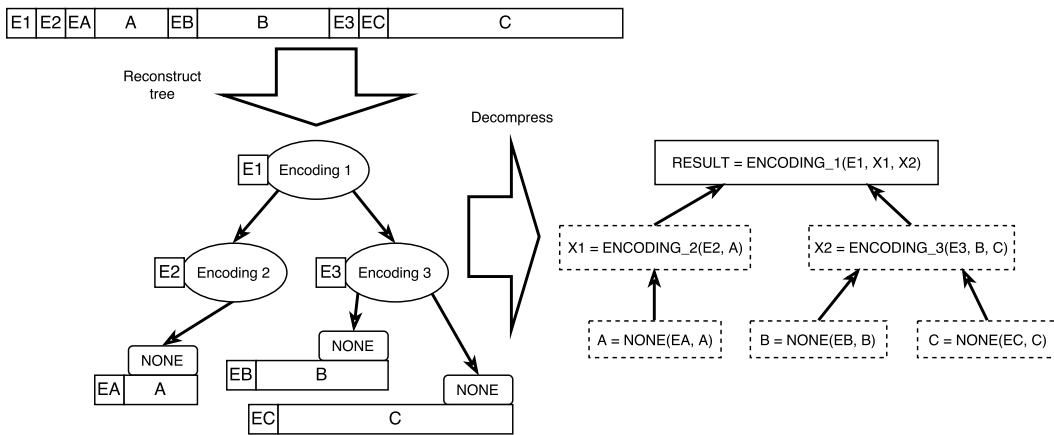 E1 E2 EA A EB B E3 EC C
Reconstruct
tree
Decompress
E1 Encoding 1
E2 Encoding 2
E3 Encoding 3
NONE
EA A
NONE
EB B
NONE
EC C
RESULT = ENCODING_1(E1, X1, X2)
X1 = ENCODING_2(E2, A)
X2 = ENCODING_3(E3, B, C)
A = NONE(EA, A)
B = NONE(EB, B)
C = NONE(EC, C)